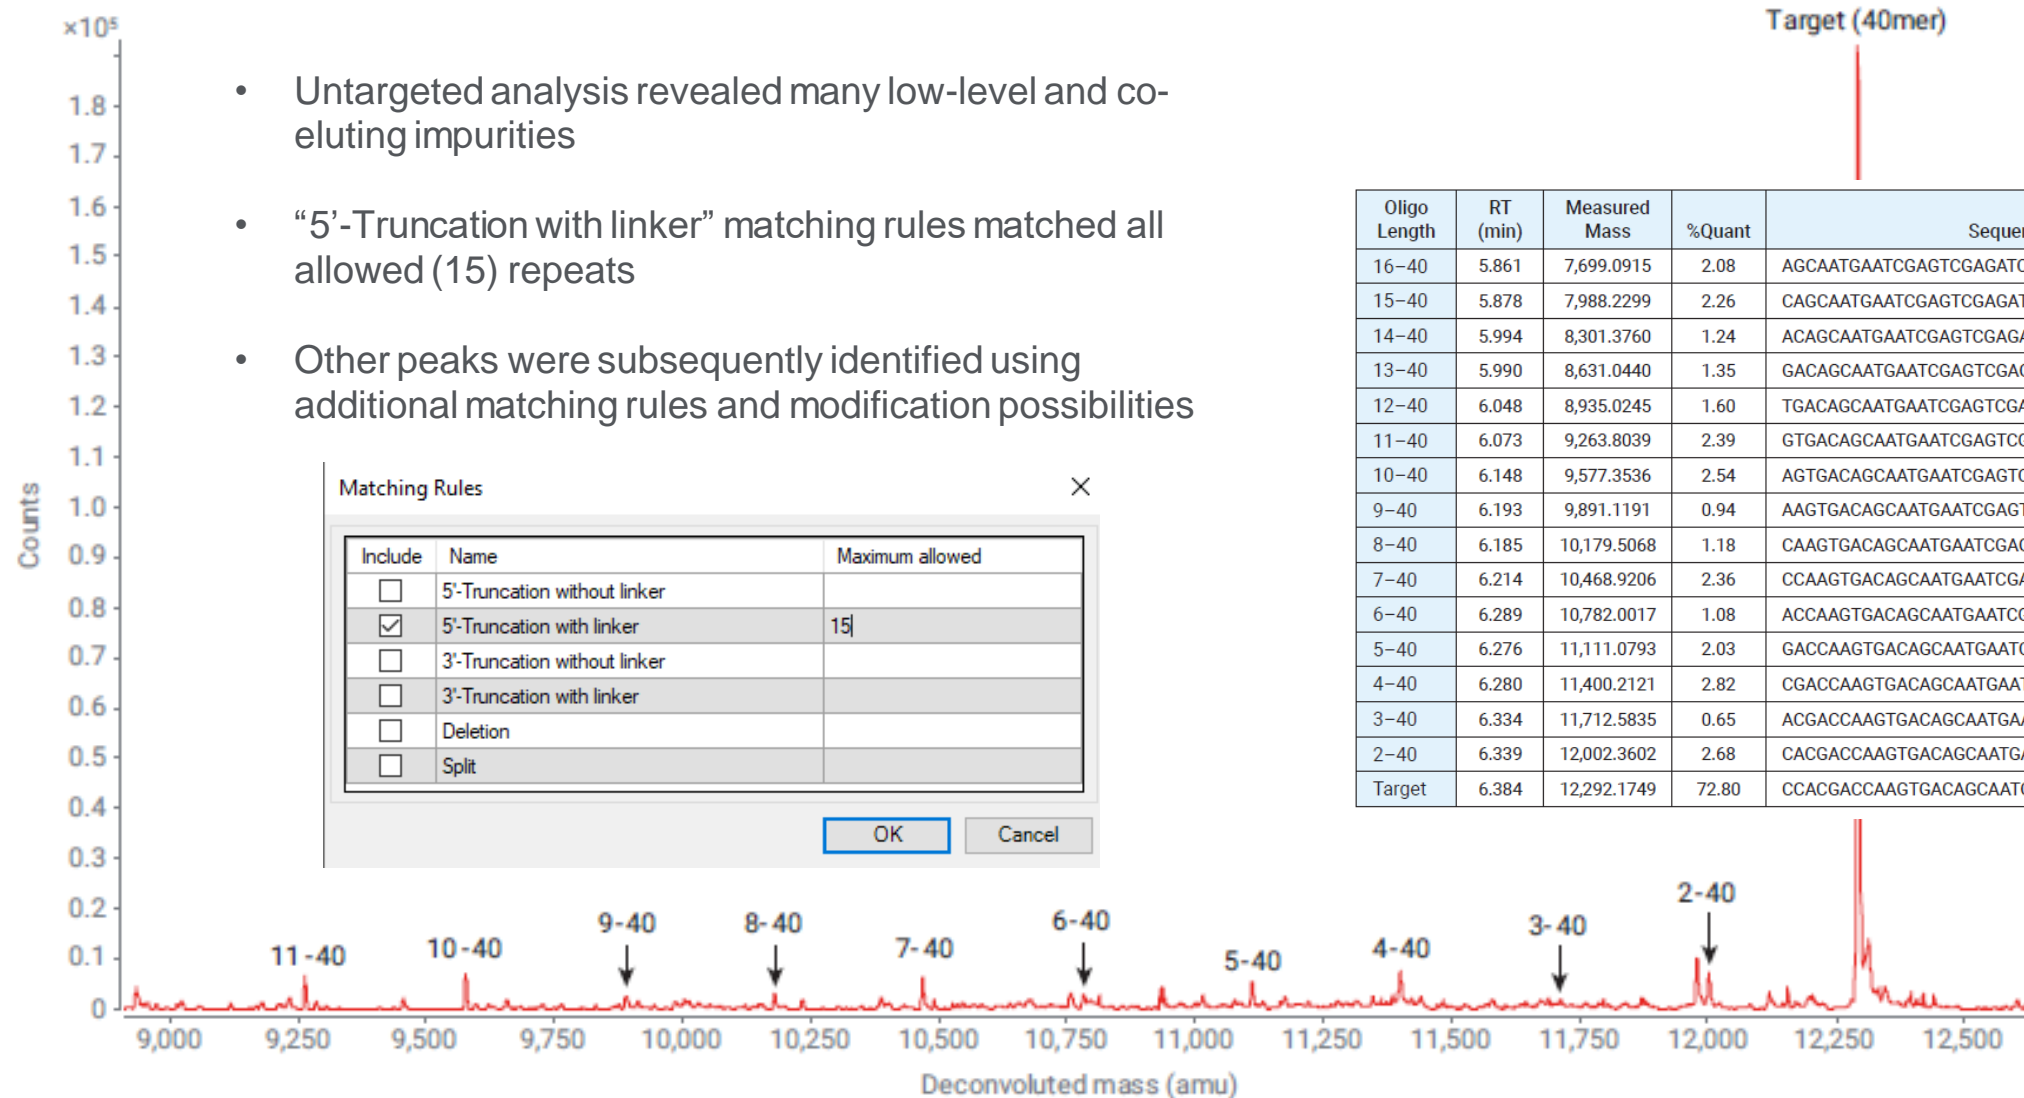 Target (40mer)
×10⁵
1.8
1.7
1.6
1.5
1.4
1.3
1.2
1.1
1.0
0.9
0.8
0.7
0.6
0.5
0.4
0.3
0.2
0.1
0
Counts
• Untargeted analysis revealed many low-level and co-
eluting impurities
• “5’-Truncation with linker” matching rules matched all
allowed (15) repeats
• Other peaks were subsequently identified using
additional matching rules and modification possibilities
Matching Rules
Include Name Maximum allowed
5'-Truncation without linker
5'-Truncation with linker 15
3'-Truncation without linker
3'-Truncation with linker
Deletion
Split
OK Cancel
Oligo Length RT (min) Measured Mass %Quant
16–40 5.861 7,699.0915 2.08 AGCAATGAATCGAGTCGAGATC
15–40 5.878 7,988.2299 2.26 CAGCAATGAATCGAGTCGAGAT
14–40 5.994 8,301.3760 1.24 ACAGCAATGAATCGAGTCGAGA
13–40 5.990 8,631.0440 1.35 GACAGCAATGAATCGAGTCGAG
12–40 6.048 8,935.0245 1.60 TGACAGCAATGAATCGAGTCGA
11–40 6.073 9,263.8039 2.39 GTGACAGCAATGAATCGAGTCG
10–40 6.148 9,577.3536 2.54 AGTGACAGCAATGAATCGAGTC
9–40 6.193 9,891.1191 0.94 AAGTGACAGCAATGAATCGAGT
8–40 6.185 10,179.5068 1.18 CAAGTGACAGCAATGAATCGAG
7–40 6.214 10,468.9206 2.36 CCAAGTGACAGCAATGAATCGA
6–40 6.289 10,782.0017 1.08 ACCAAGTGACAGCAATGAATCG
5–40 6.276 11,111.0793 2.03 GACCAAGTGACAGCAATGAATC
4–40 6.280 11,400.2121 2.82 CGACCAAGTGACAGCAATGAAT
3–40 6.334 11,712.5835 0.65 ACGACCAAGTGACAGCAATGAA
2–40 6.339 12,002.3602 2.68 CACGACCAAGTGACAGCAATGA
Target 6.384 12,292.1749 72.80 CCACGACCAAGTGACAGCAATG
11-40 10-40 9-40 8-40 7-40 6-40 5-40 4-40 3-40 2-40
9,000 9,250 9,500 9,750 10,000 10,250 10,500 10,750 11,000 11,250 11,500 11,750 12,000 12,250 12,500
Deconvoluted mass (amu)